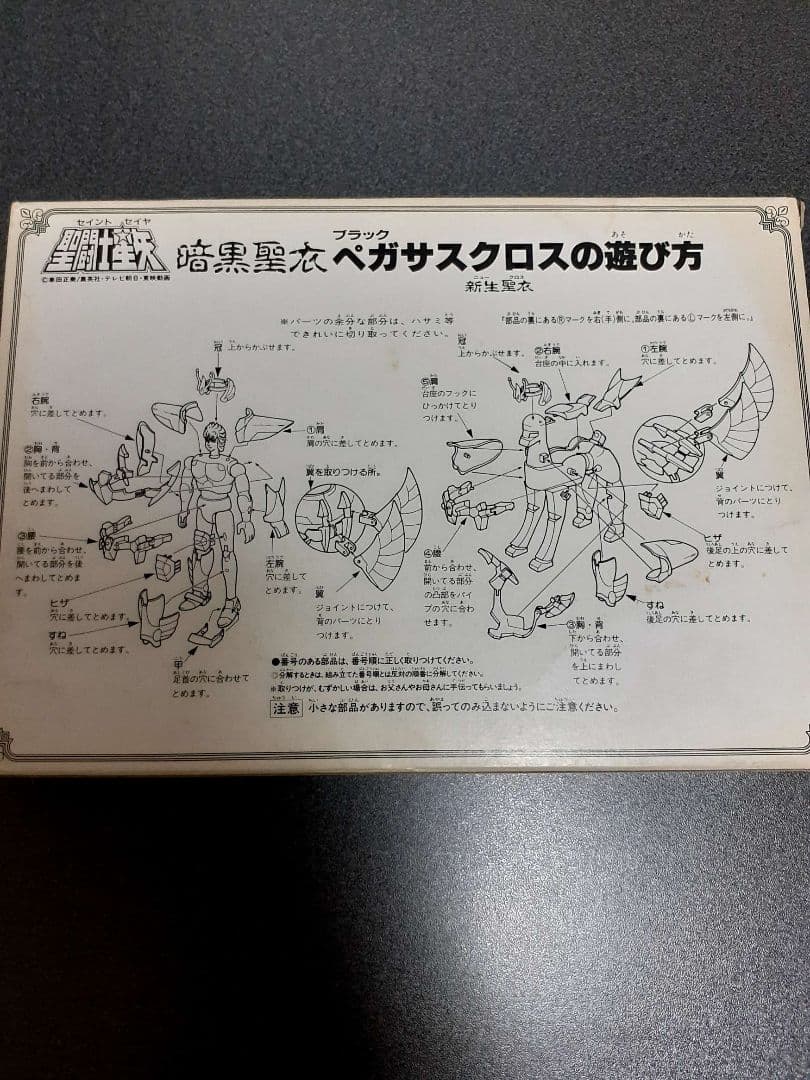 セイント セイヤ
聖闘士星矢
©車田正美/集英社・テレビ朝日・東映動画
暗黒聖衣
ブラック
ペガサスクロスの遊び方
あそ かた
ニュー クロス
新生聖衣
※パーツの余分な部分は、ハサミ等
できれいに切り取ってください。
「部品の裏にあるⓇマークを右(手)側に、部品の裏にあるⓁマークを左側に。」
冠
上からかぶせます。
右腕
穴に差してとめます。
②胸・背
胸を前から合わせ、
開いてる部分を
後へまわして
とめます。
③腰
腰を前から合わせ、
開いてる部分を後
へまわしてとめま
す。
ヒザ
穴に差してとめます。
すね
穴に差してとめます。
甲
足首の穴に合わせて
とめます。
①肩
肩の穴に差してとめます。
翼を取りつける所。
左腕
穴に差して
とめます。
翼
ジョイントにつけて、
背のパーツにとり
つけます。
冠
上からかぶせます。
②右腕
台座の中に入れます。
①左腕
穴に差してとめます。
⑤肩
台座のフックに
ひっかけてとり
つけます。
翼
ジョイントにつけて、
背のパーツにとり
つけます。
④腰
前から合わせ、
開いてる部分
の凸部をパイ
プの穴に合わ
せます。
ヒザ
後足の上の穴に差して
とめます。
すね
後足の穴に差してとめます。
③胸・背
下から合わせ、
開いてる部分
を上にまわし
てとめます。
●番号のある部品は、番号順に正しく取りつけてください。
◎分解するときは、組み立てた番号順とは反対の順番に分解してください。
※取りつけが、むずかしい場合は、お父さんやお母さんに手伝ってもらいましょう。
注意 小さな部品がありますので、誤ってのみ込まないようにご注意ください。